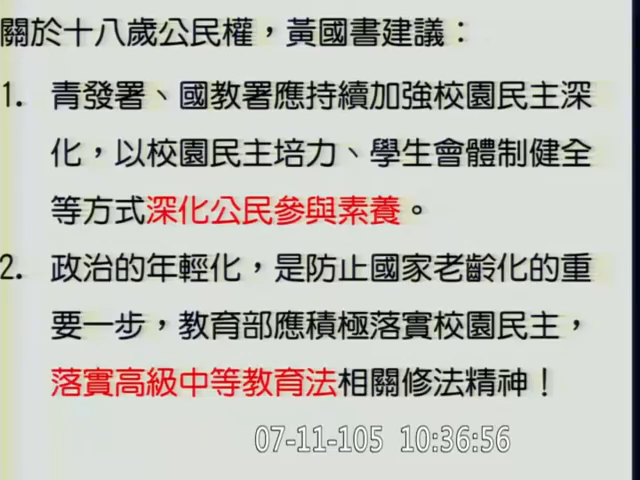 關於十八歲公民權，黃國書建議：
1. 青發署、國教署應持續加強校園民主深
化，以校園民主培力、學生會體制健全
等方式深化公民參與素養。
2. 政治的年輕化，是防止國家老齡化的重
要一步，教育部應積極落實校園民主，
落實高級中等教育法相關修法精神！
07-11-105 10:36:56